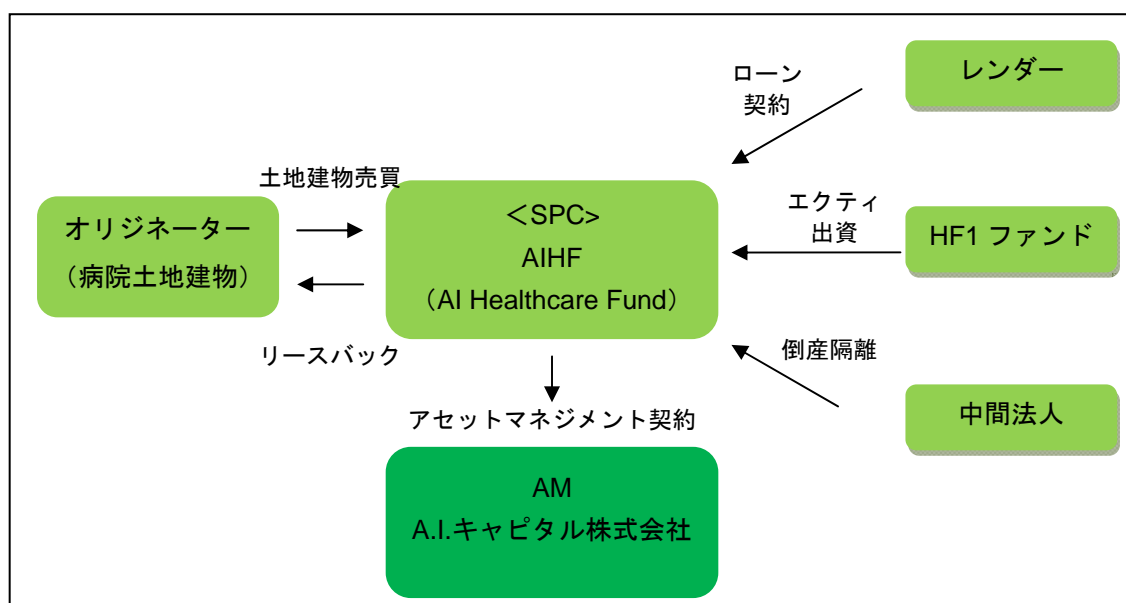 レンダー
ローン
契約
土地建物売買
オリジネーター
(病院土地建物)
<SPC>
AIHF
(AI Healthcare Fund)
エクティ
出資
HF1 ファンド
リースバック
倒産隔離
中間法人
アセットマネジメント契約
AM
A.I.キャピタル株式会社